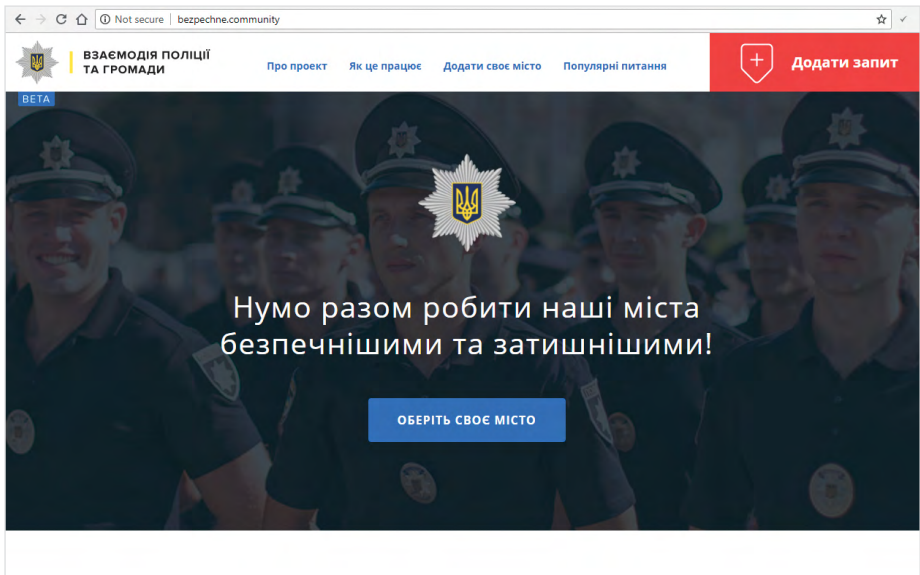 Not secure | bezpechne.community
ВЗАЄМОДІЯ ПОЛІЦІЇ
ТА ГРОМАДИ
Про проект Як це працює Додати своє місто Популярні питання
Додати запит
BETA
Нумо разом робити наші міста
безпечнішими та затишнішими!
ОБЕРІТЬ СВОЄ МІСТО